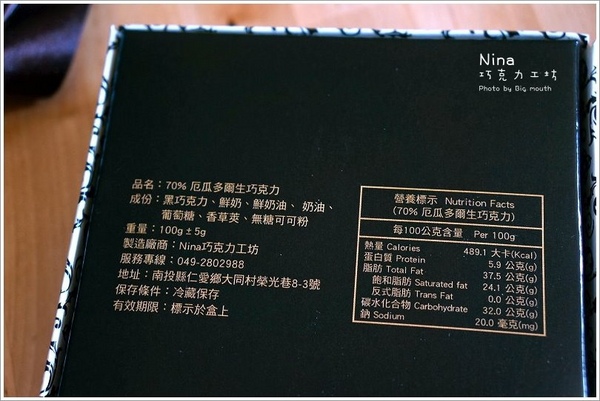 Nina
巧克力工坊
Photo by Big mouth
品名：70% 厄瓜多爾生巧克力
成份：黑巧克力、鮮奶、鮮奶油、 奶油、
葡萄糖、香草莢、無糖可可粉
重量：100g±5g
製造廠商：Nina巧克力工坊
服務專線：049-2802988
地址：南投縣仁愛鄉大同村榮光巷8-3號
保存條件：冷藏保存
有效期限：標示於盒上
營養標示 Nutrition Facts
(70% 厄瓜多爾生巧克力)
每100公克含量 Per 100g
熱量 Calories 489.1 大卡(Kcal)
蛋白質 Protein 5.9 公克(g)
脂肪 Total Fat 37.5 公克(g)
飽和脂肪 Saturated fat 24.1 公克(g)
反式脂肪 Trans Fat 0.0 公克(g)
碳水化合物 Carbohydrate 32.0 公克(g)
鈉 Sodium 20.0 毫克(mg)